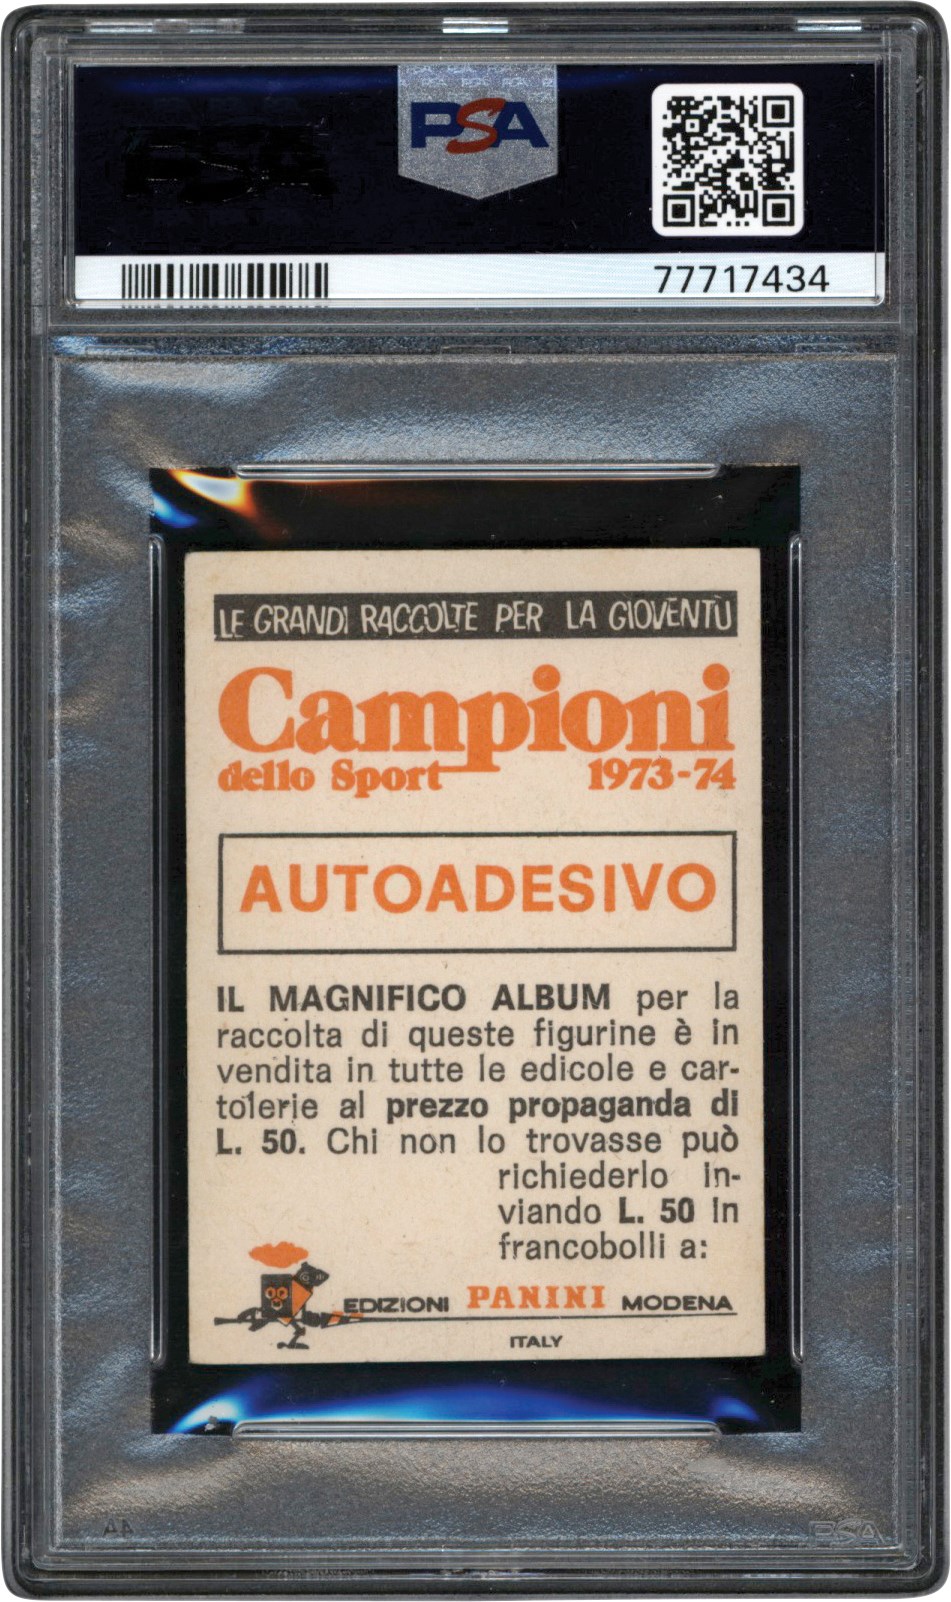 PSA
77717434
LE GRANDI RACCOLTE PER LA GIOVENTÙ
Campioni
dello Sport 1973-74
AUTOADESIVO
IL MAGNIFICO ALBUM per la
raccolta di queste figurine è in
vendita in tutte le edicole e car-
tolerie al prezzo propaganda di
L. 50. Chi non lo trovasse può
richiederlo in-
viando L. 50 in
francobolli a:
EDIZIONI PANINI MODENA
ITALY
PSA